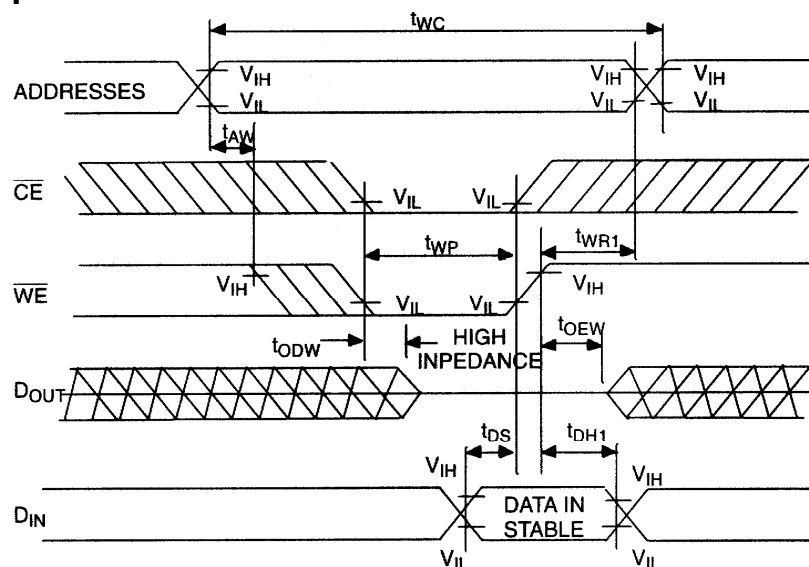 tWC
VIH VIH VIH
ADDRESSES
VIL VIL VIL
tAW
CE
VIL VIL
tWP tWR1
WE
VIH VIH
VIL VIL
tODW HIGH tOEW
INPEDANCE
DOUT
tDS tDH1
VIH VIH
DIN
DATA IN
STABLE
VIL VIL